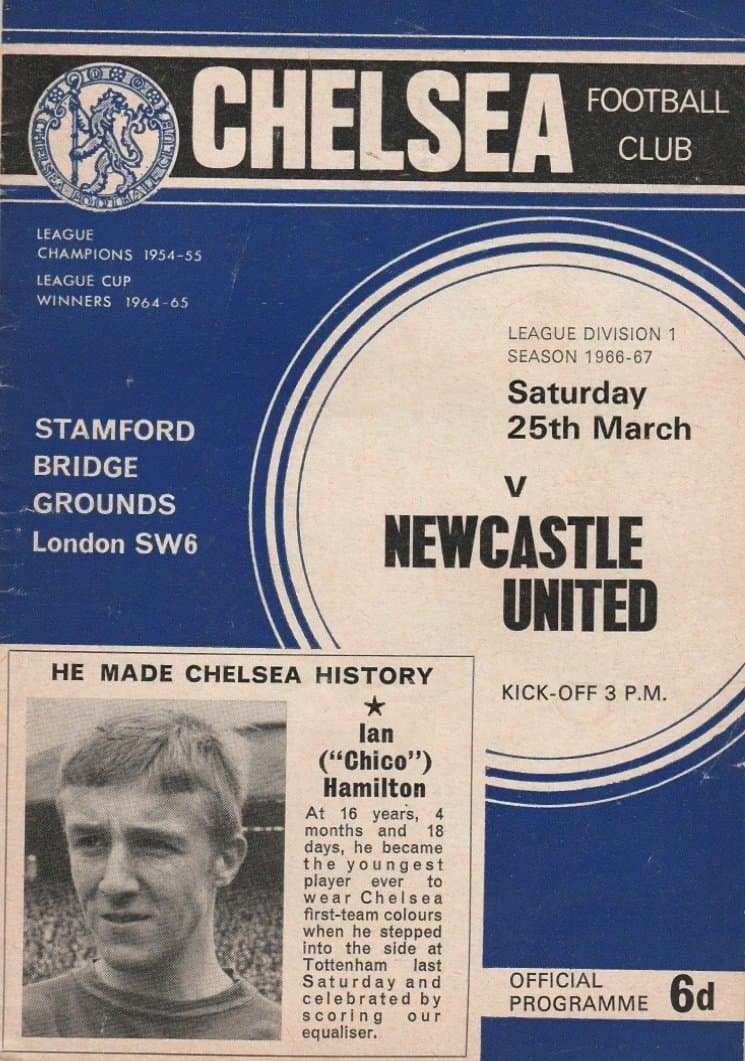 CHELSEA
FOOTBALL
CLUB
CHELSEA FOOTBALL CLUB
LEAGUE
CHAMPIONS 1954-55
LEAGUE CUP
WINNERS 1964-65
LEAGUE DIVISION 1
SEASON 1966-67
Saturday
25th March
v
NEWCASTLE
UNITED
KICK-OFF 3 P.M.
STAMFORD
BRIDGE
GROUNDS
London SW6
HE MADE CHELSEA HISTORY
★
Ian
("Chico")
Hamilton
At 16 years, 4
months and 18
days, he became
the youngest
player ever to
wear Chelsea
first-team colours
when he stepped
into the side at
Tottenham last
Saturday and
celebrated by
scoring our
equaliser.
OFFICIAL
PROGRAMME 6d